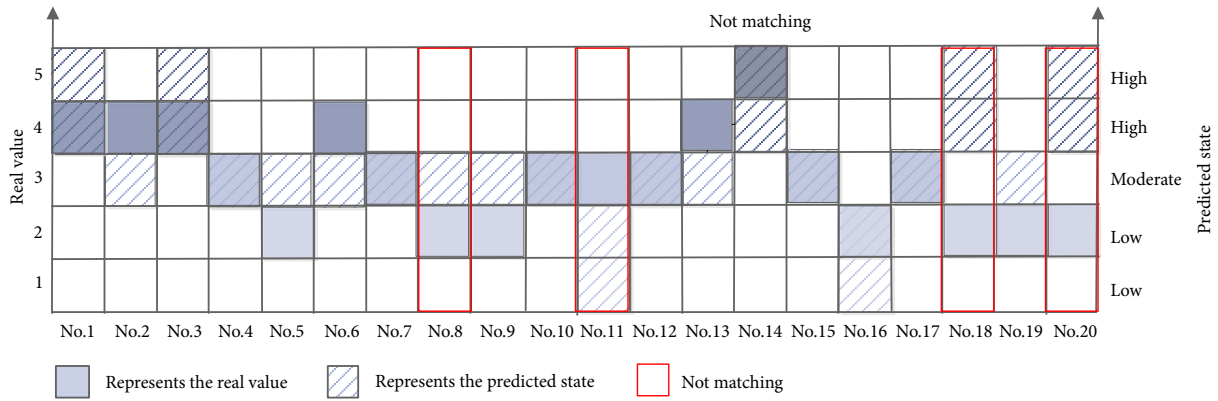 Not matching
5
High
4
High
3
Moderate
2
Low
1
Low
Real value
Predicted state
No.1 No.2 No.3 No.4 No.5 No.6 No.7 No.8 No.9 No.10 No.11 No.12 No.13 No.14 No.15 No.16 No.17 No.18 No.19 No.20
Represents the real value
Represents the predicted state
Not matching